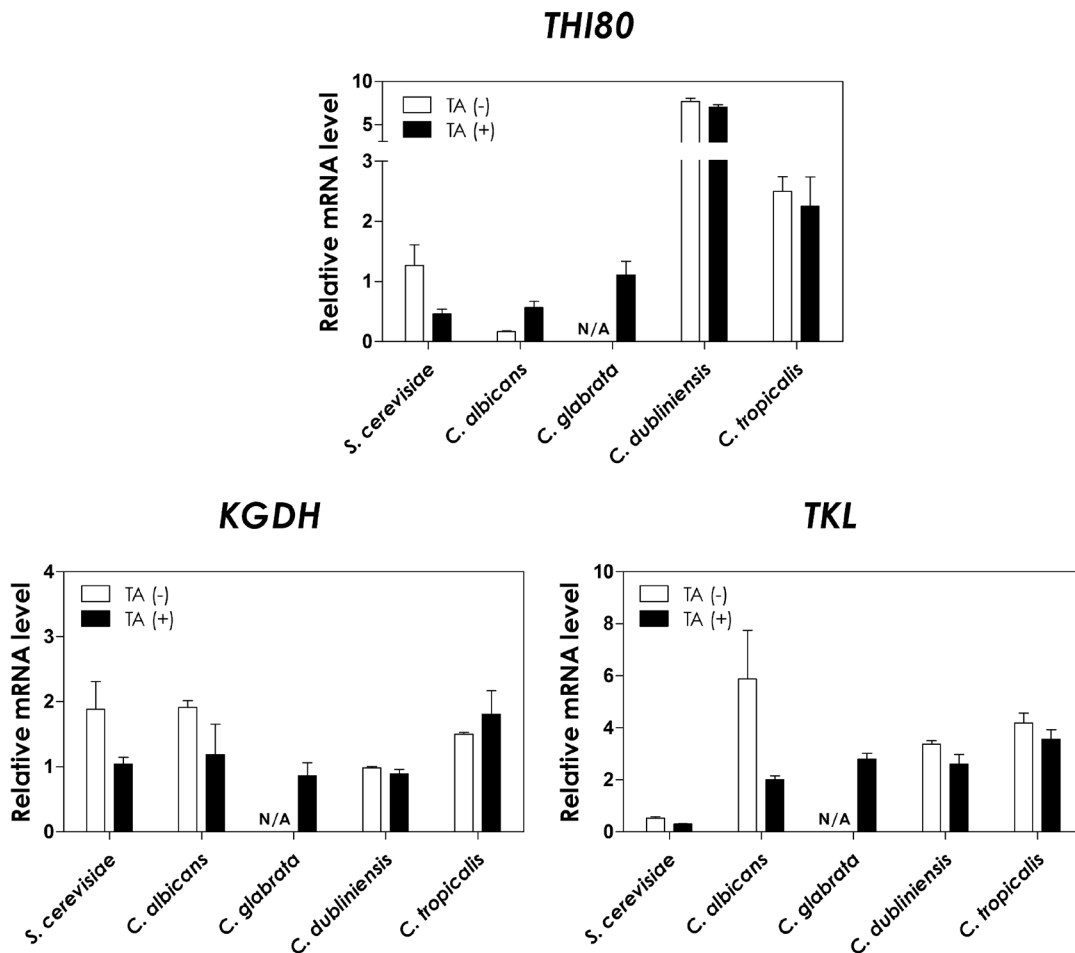 THI80
Relative mRNA level
10
5
3
2
1
0
TA (-)
TA (+)
N/A
S. cerevisiae
C. albicans
C. glabrata
C. dubliniensis
C. tropicalis
KGDH
Relative mRNA level
4
3
2
1
0
TA (-)
TA (+)
N/A
S. cerevisiae
C. albicans
C. glabrata
C. dubliniensis
C. tropicalis
TKL
Relative mRNA level
10
8
6
4
2
0
TA (-)
TA (+)
N/A
S. cerevisiae
C. albicans
C. glabrata
C. dubliniensis
C. tropicalis